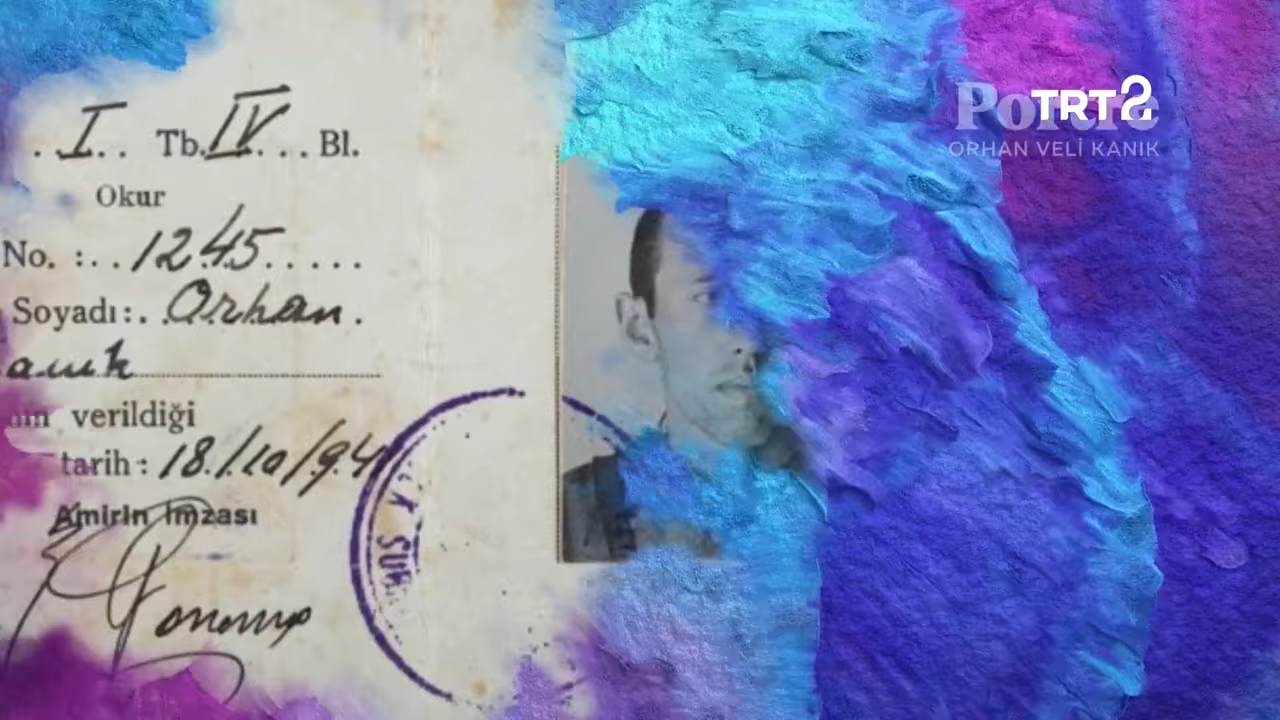 . I . . Tb. IV . . . Bl.
Okur
No. : . . 1245 . . . . .
Soyadı : . Orhan .
anık
verildiği
tarih : 18/10/94
Amirin İmzası
TRT2
ORHAN VELİ KANIK